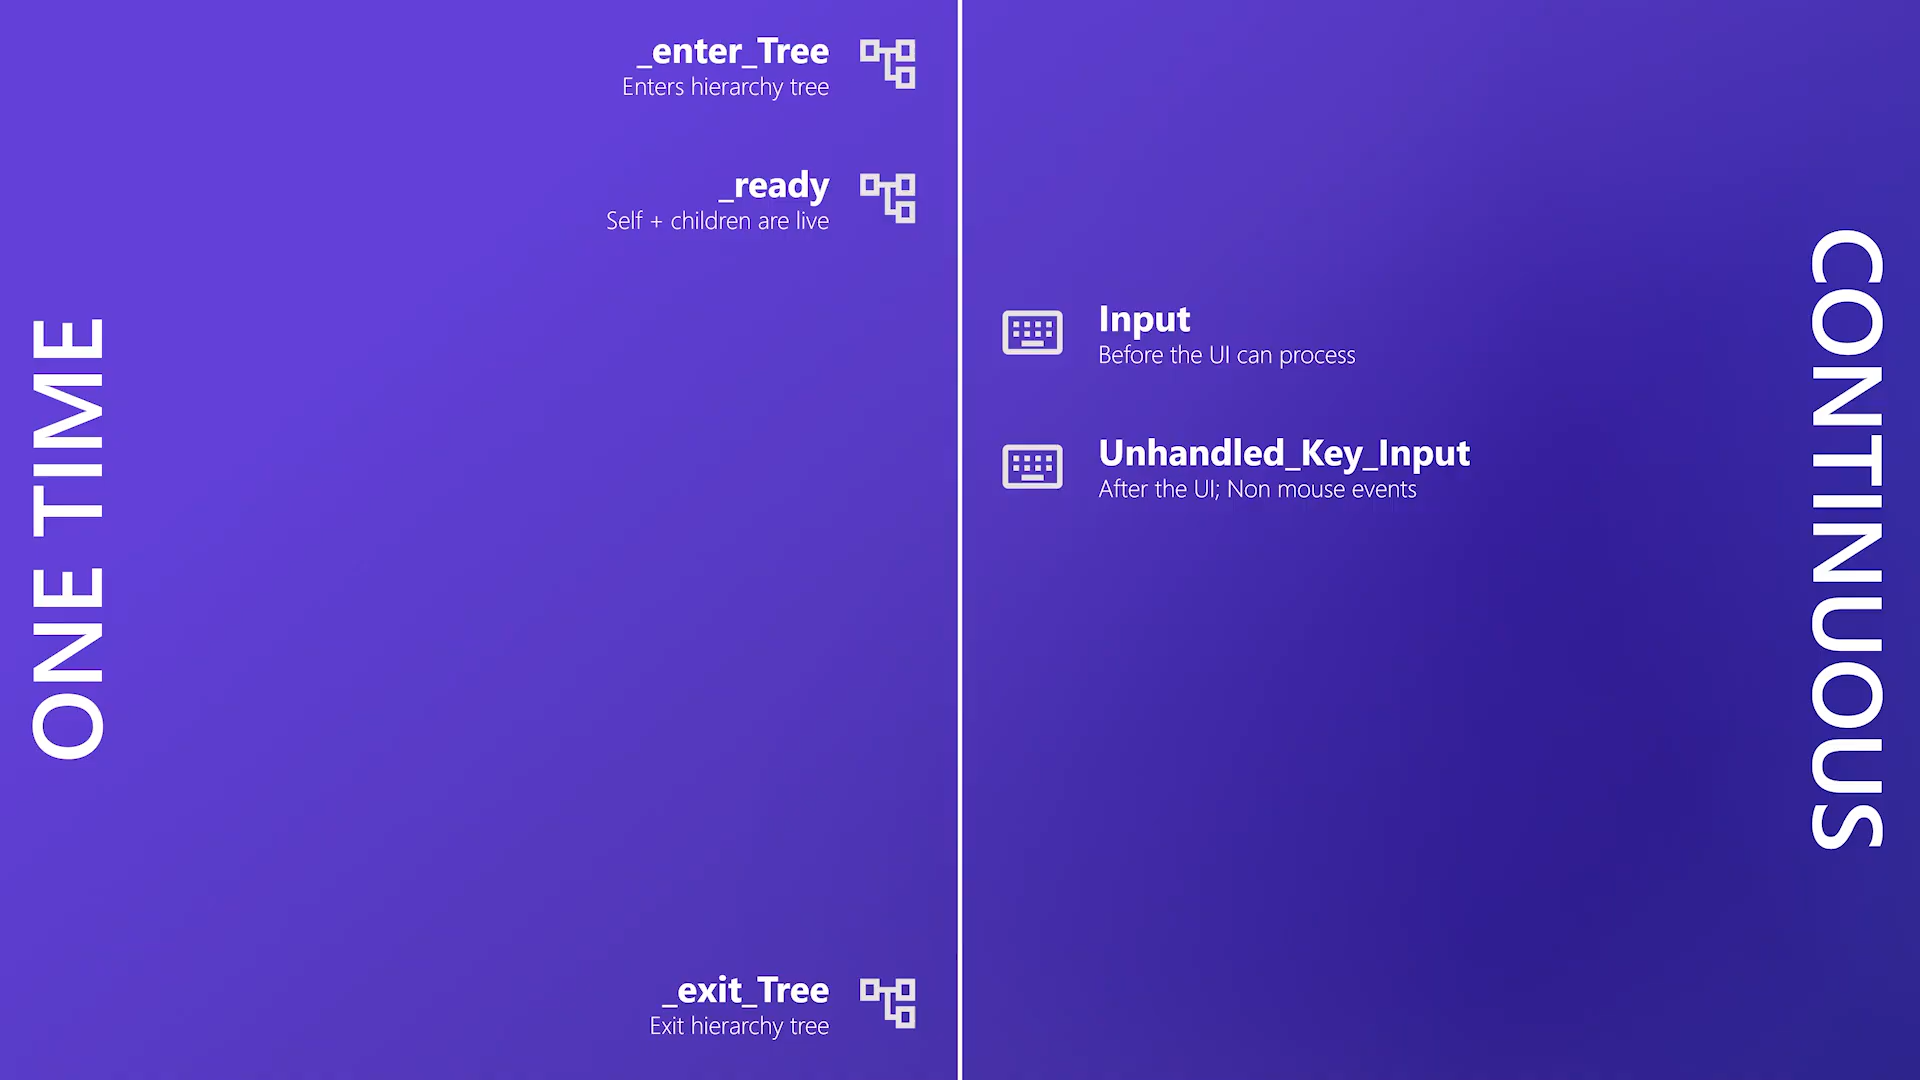 ONE TIME
_enter_Tree
Enters hierarchy tree
_ready
Self + children are live
_exit_Tree
Exit hierarchy tree
Input
Before the UI can process
Unhandled_Key_Input
After the UI; Non mouse events
CONTINUOUS